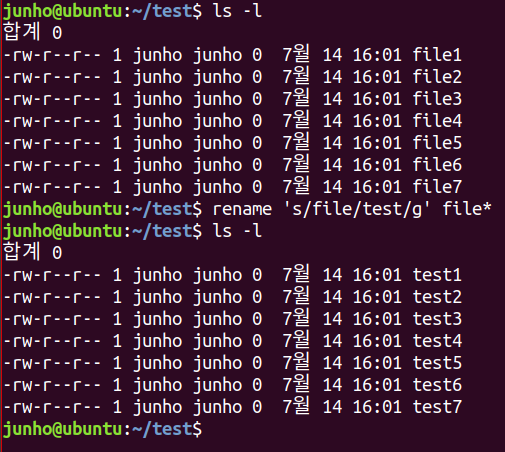 junho@ubuntu:~/test$ ls -l
합계 0
-rw-r--r-- 1 junho junho 0  7월 14 16:01 file1
-rw-r--r-- 1 junho junho 0  7월 14 16:01 file2
-rw-r--r-- 1 junho junho 0  7월 14 16:01 file3
-rw-r--r-- 1 junho junho 0  7월 14 16:01 file4
-rw-r--r-- 1 junho junho 0  7월 14 16:01 file5
-rw-r--r-- 1 junho junho 0  7월 14 16:01 file6
-rw-r--r-- 1 junho junho 0  7월 14 16:01 file7
junho@ubuntu:~/test$ rename 's/file/test/g' file*
junho@ubuntu:~/test$ ls -l
합계 0
-rw-r--r-- 1 junho junho 0  7월 14 16:01 test1
-rw-r--r-- 1 junho junho 0  7월 14 16:01 test2
-rw-r--r-- 1 junho junho 0  7월 14 16:01 test3
-rw-r--r-- 1 junho junho 0  7월 14 16:01 test4
-rw-r--r-- 1 junho junho 0  7월 14 16:01 test5
-rw-r--r-- 1 junho junho 0  7월 14 16:01 test6
-rw-r--r-- 1 junho junho 0  7월 14 16:01 test7
junho@ubuntu:~/test$